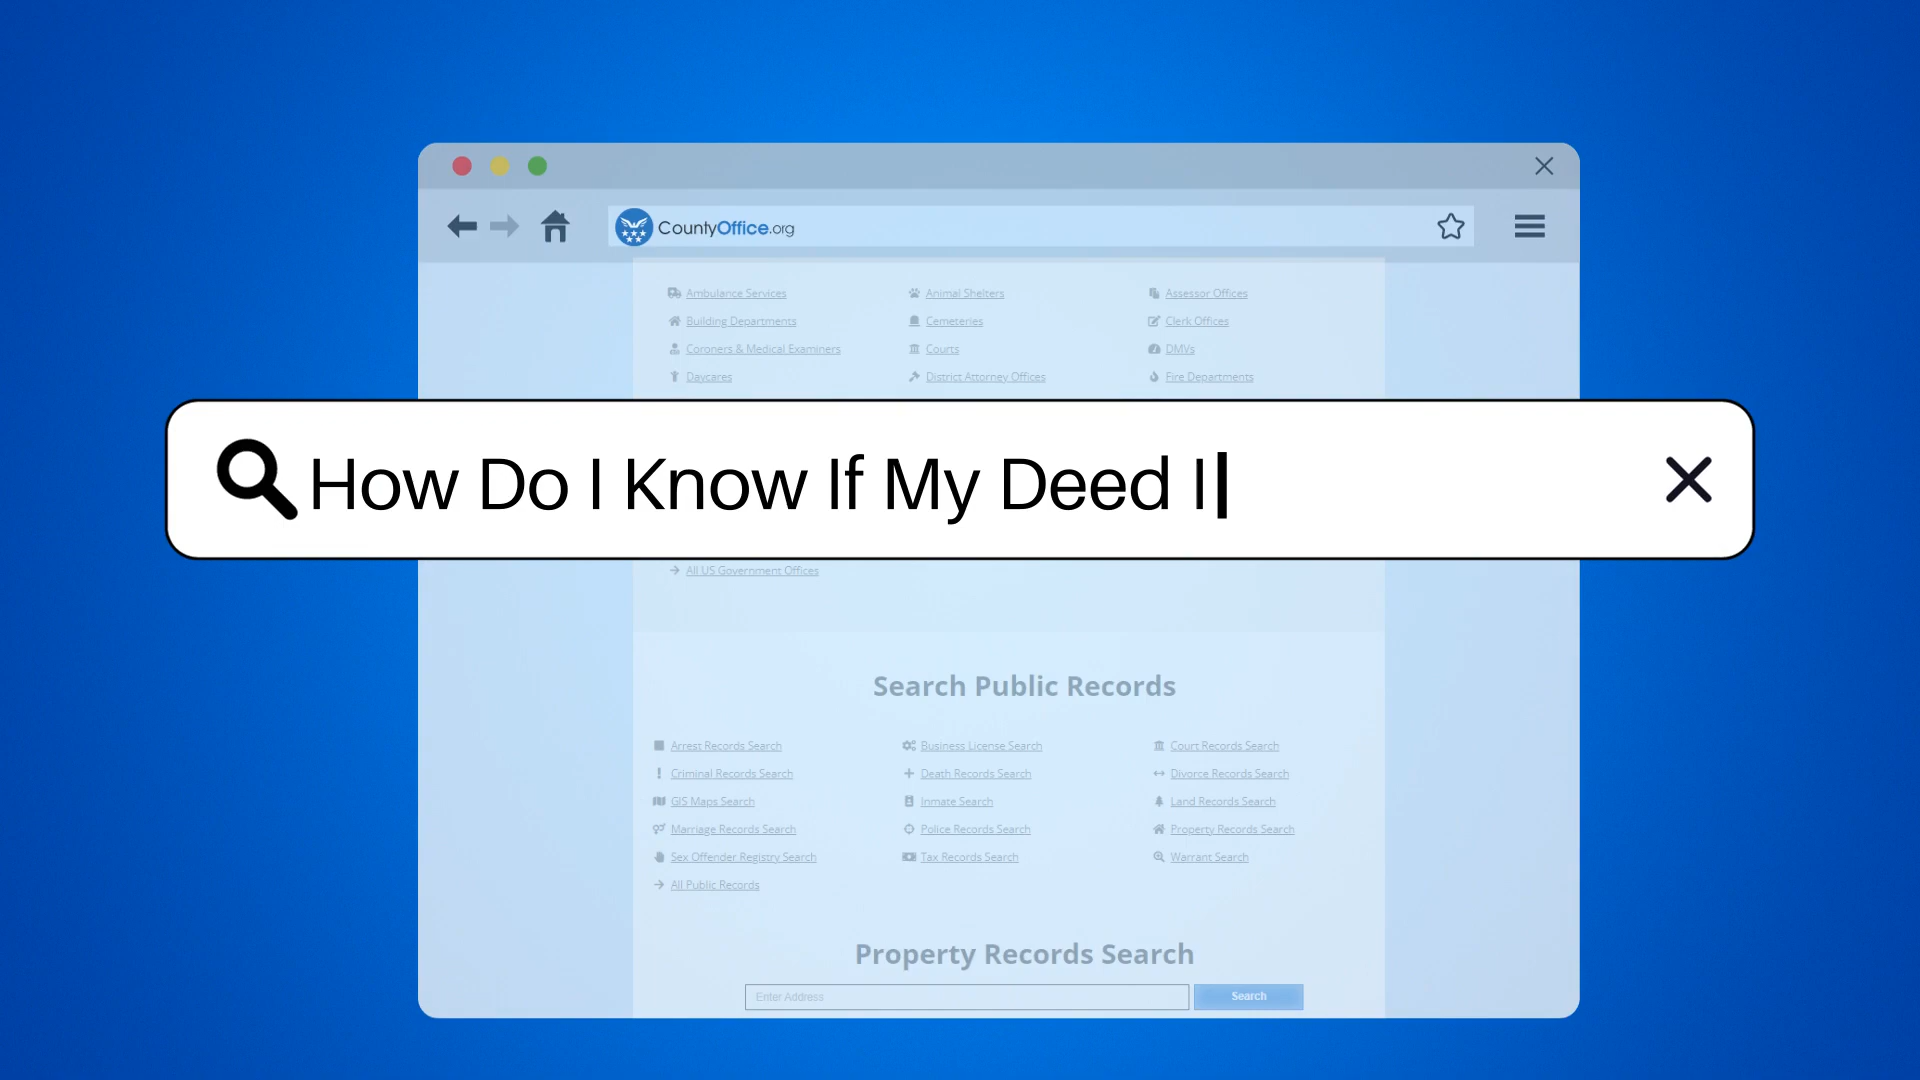 CountyOffice.org
Ambulance Services Animal Shelters Assessor Offices
Building Departments Cemeteries Clerk Offices
Coroners & Medical Examiners Courts DMVs
Daycares District Attorney Offices Fire Departments
How Do I Know If My Deed I
All US Government Offices
Search Public Records
Arrest Records Search Business License Search Court Records Search
Criminal Records Search Death Records Search Divorce Records Search
GIS Maps Search Inmate Search Land Records Search
Marriage Records Search Police Records Search Property Records Search
Sex Offender Registry Search Tax Records Search Warrant Search
All Public Records
Property Records Search
Enter Address Search